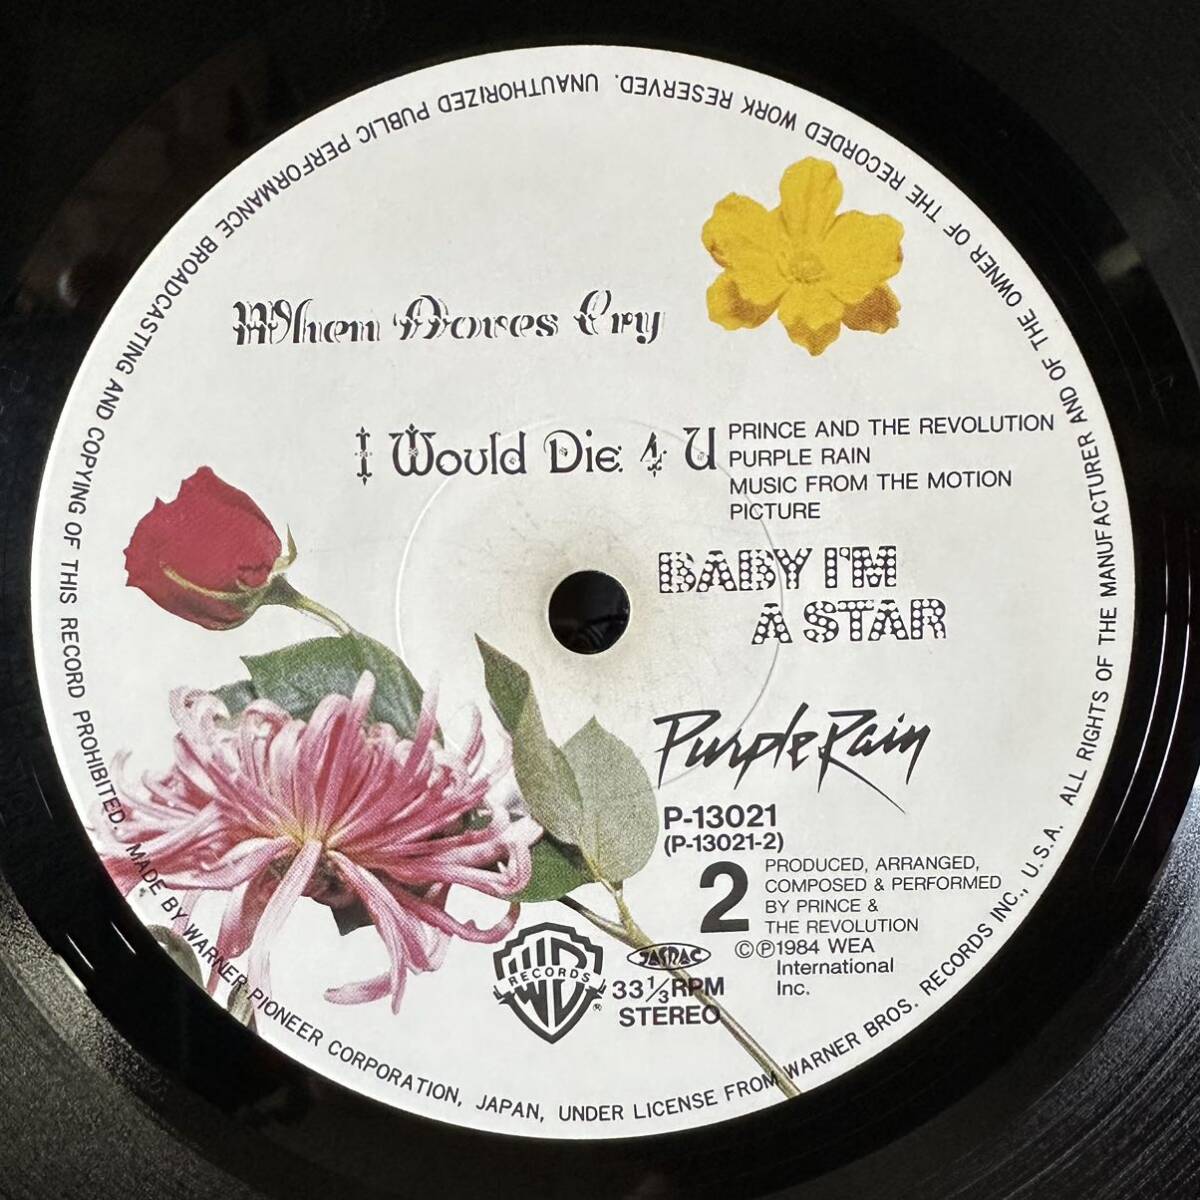 When Doves Cry
I Would Die 4 U
PRINCE AND THE REVOLUTION
PURPLE RAIN
MUSIC FROM THE MOTION
PICTURE
BABY I'M
A STAR
Purple Rain
P-13021
(P-13021-2)
2
PRODUCED, ARRANGED,
COMPOSED & PERFORMED
BY PRINCE &
THE REVOLUTION
©℗1984 WEA
International
Inc.
W
RECORDS
®
JASRAC
33⅓RPM
STEREO
MADE BY WARNER-PIONEER CORPORATION, JAPAN, UNDER LICENSE FROM WARNER BROS. RECORDS INC., U.S.A. ALL RIGHTS OF THE MANUFACTURER AND OF THE OWNER OF THE RECORDED WORK RESERVED. UNAUTHORIZED PUBLIC PERFORMANCE BROADCASTING AND COPYING OF THIS RECORD PROHIBITED.